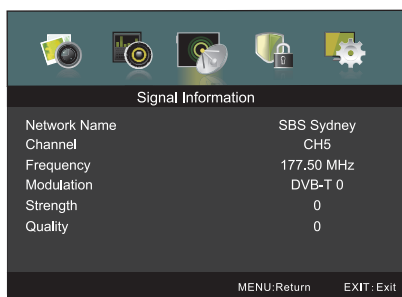 Signal Information
Network Name SBS Sydney
Channel CH5
Frequency 177.50 MHz
Modulation DVB-T 0
Strength 0
Quality 0
MENU:Return EXIT: Exit